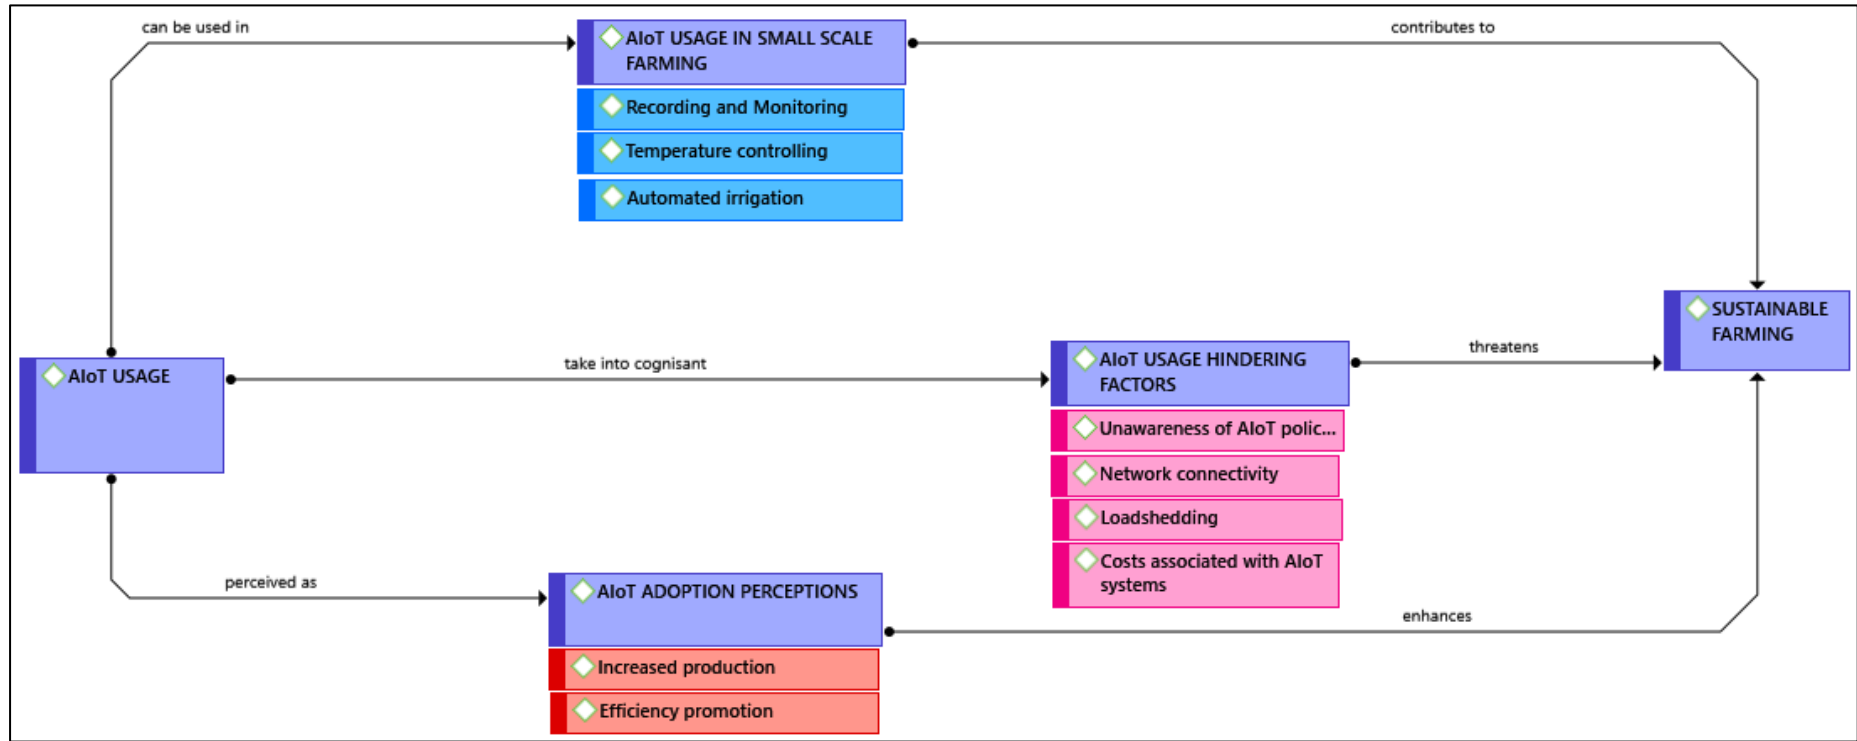 can be used in
AIoT USAGE IN SMALL SCALE
FARMING
contributes to
Recording and Monitoring
Temperature controlling
Automated irrigation
SUSTAINABLE
FARMING
AIoT USAGE
take into cognisant
AIoT USAGE HINDERING
FACTORS
threatens
Unawareness of AIoT polic...
Network connectivity
Loadshedding
Costs associated with AIoT
systems
perceived as
AIoT ADOPTION PERCEPTIONS
enhances
Increased production
Efficiency promotion